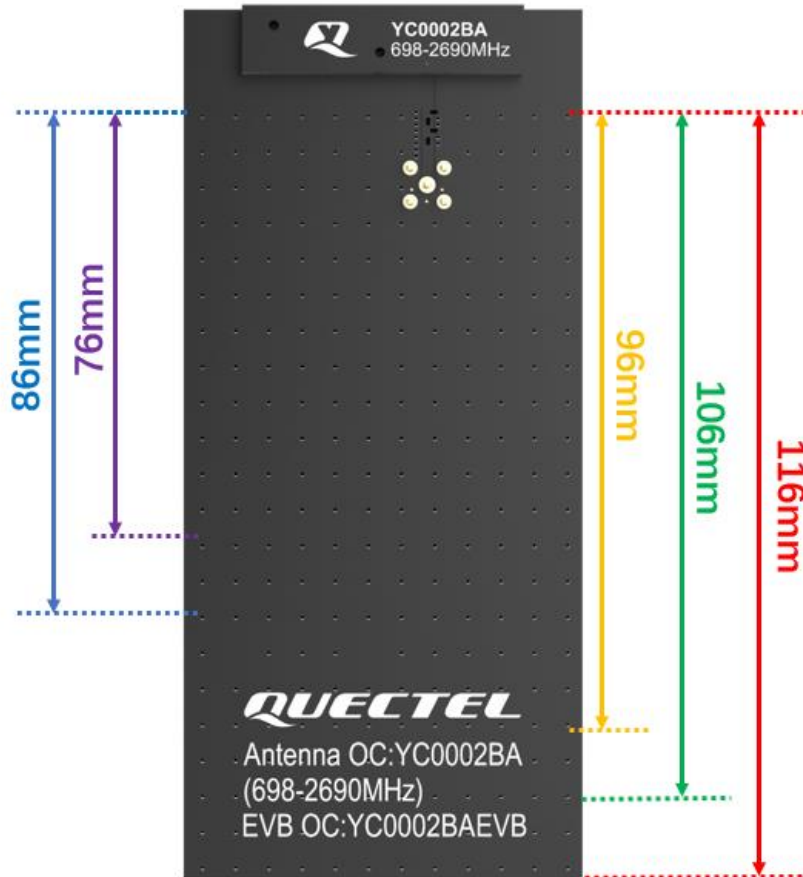 YC0002BA
698-2690MHz
86mm
76mm
96mm
106mm
116mm
QUECTEL
Antenna OC:YC0002BA
(698-2690MHz)
EVB OC:YC0002BAEVB